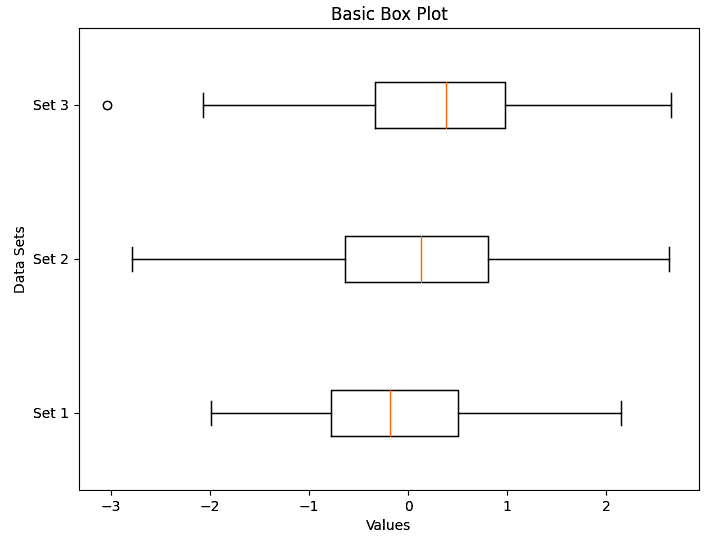 Basic Box Plot
Set 3
Set 2
Set 1
Data Sets
−3 −2 −1 0 1 2
Values